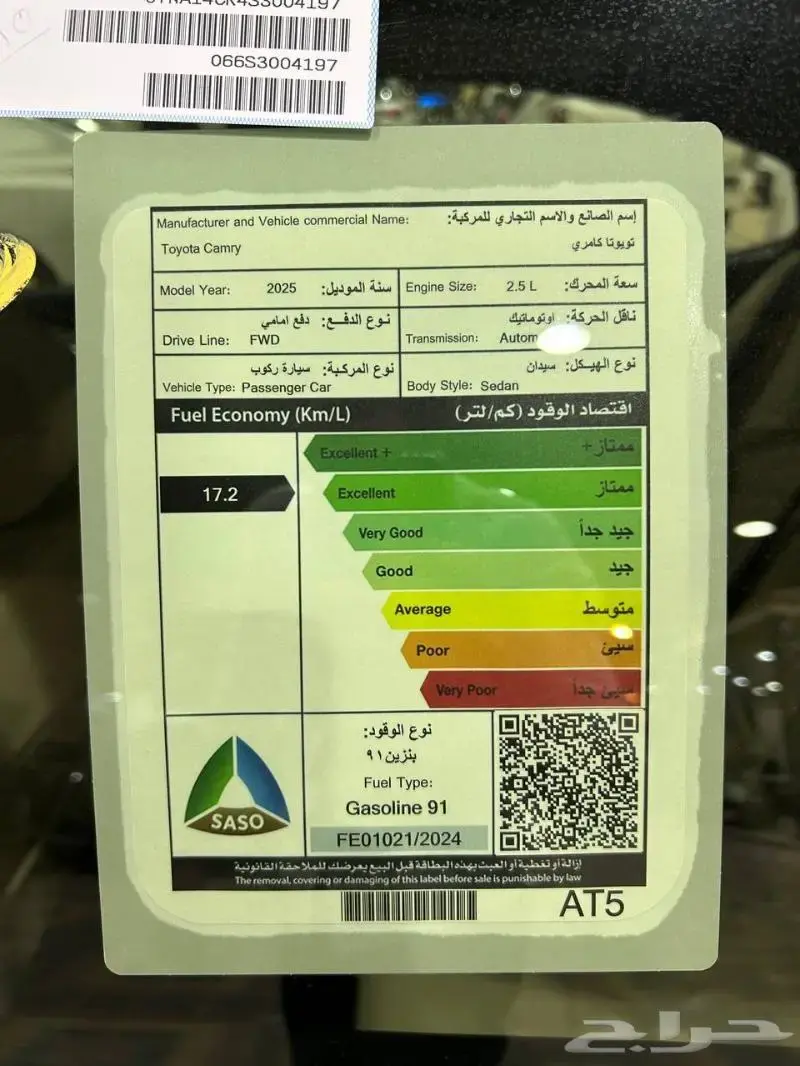 066S3004197
Manufacturer and Vehicle commercial Name: إسم الصانع والاسم التجاري للمركبة:
Toyota Camry تويوتا كامري
Model Year: 2025 سنة الموديل: Engine Size: 2.5 L سعة المحرك:
نوع الدفـــع: دفع امامي ناقل الحركة: اوتوماتيك
Drive Line: FWD Transmission:
نوع المركبة: سيارة ركوب نوع الهيـــكل: سيدان
Vehicle Type: Passenger Car Body Style: Sedan
Fuel Economy (Km/L) اقتصاد الوقود (كم/لتر)
Excellent + ممتاز+
17.2 Excellent ممتاز
Very Good جيد جداً
Good جيد
Average متوسط
Poor سيئ
Very Poor سيئ جداً
نوع الوقود:
بنزين ٩١
Fuel Type:
Gasoline 91
SASO FE01021/2024
إزالة أو تغطية أو العبث بهذه البطاقة قبل البيع يعرضك للملاحقة القانونية
The removal, covering or damaging of this label before sale is punishable by law
AT5
حراج